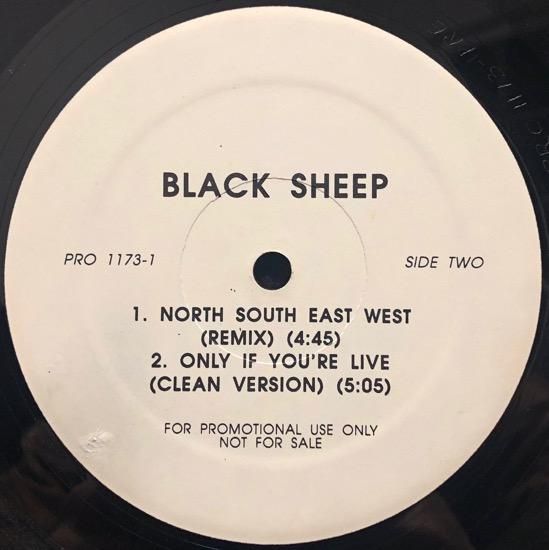 BLACK SHEEP
PRO 1173-1
SIDE TWO
1. NORTH SOUTH EAST WEST
(REMIX) (4:45)
2. ONLY IF YOU'RE LIVE
(CLEAN VERSION) (5:05)
FOR PROMOTIONAL USE ONLY
NOT FOR SALE